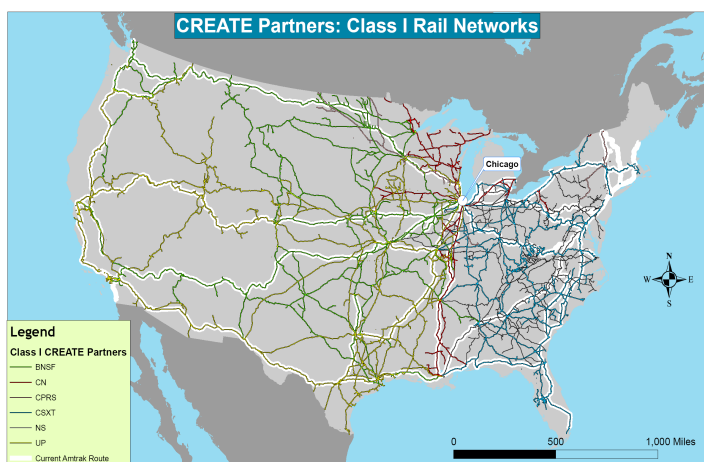 CREATE Partners: Class I Rail Networks
Chicago
N
W E
S
Legend
Class I CREATE Partners
BNSF
CN
CPRS
CSXT
NS
UP
Current Amtrak Route
0 500 1,000 Miles